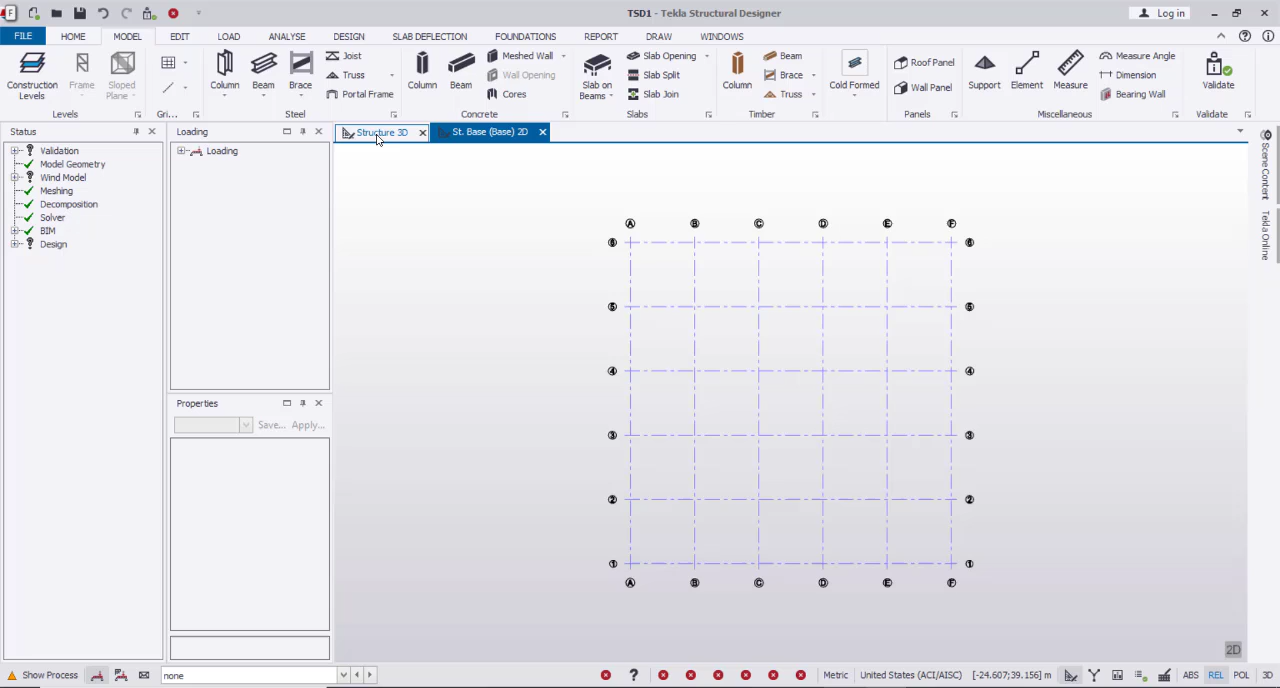 TSD1 - Tekla Structural Designer
Log in
FILE HOME MODEL EDIT LOAD ANALYSE DESIGN SLAB DEFLECTION FOUNDATIONS REPORT DRAW WINDOWS
Construction Levels
Frame
Sloped Plane
Levels
Gri...
Column
Beam
Brace
Joist
Truss
Portal Frame
Steel
Column
Beam
Meshed Wall
Wall Opening
Cores
Concrete
Slab on Beams
Slab Opening
Slab Split
Slab Join
Slabs
Column
Beam
Brace
Truss
Timber
Cold Formed
Roof Panel
Wall Panel
Panels
Support
Element
Measure
Measure Angle
Dimension
Bearing Wall
Miscellaneous
Validate
Validate
Status
Validation
Model Geometry
Wind Model
Meshing
Decomposition
Solver
BIM
Design
Loading
Loading
Properties
Save... Apply...
Structure 3D
St. Base (Base) 2D
A B C D E F
6 6
5 5
4 4
3 3
2 2
1 1
A B C D E F
2D
Scene Content
Tekla Online
Show Process
none
Metric
United States (ACI/AISC)
[-24.607;39.156] m
ABS REL POL 3D